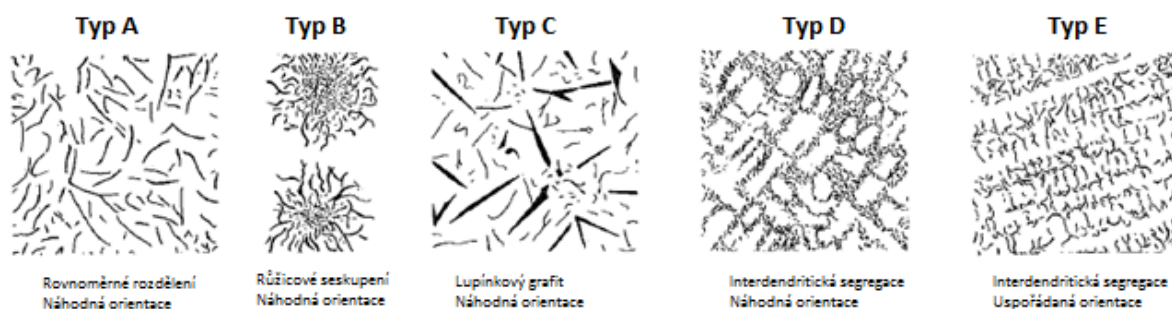 Typ A
Typ B
Typ C
Typ D
Typ E
Rovnoměrné rozdělení
Náhodná orientace
Růžicové seskupení
Náhodná orientace
Lupínkový grafit
Náhodná orientace
Interdendritická segregace
Náhodná orientace
Interdendritická segregace
Uspořádaná orientace